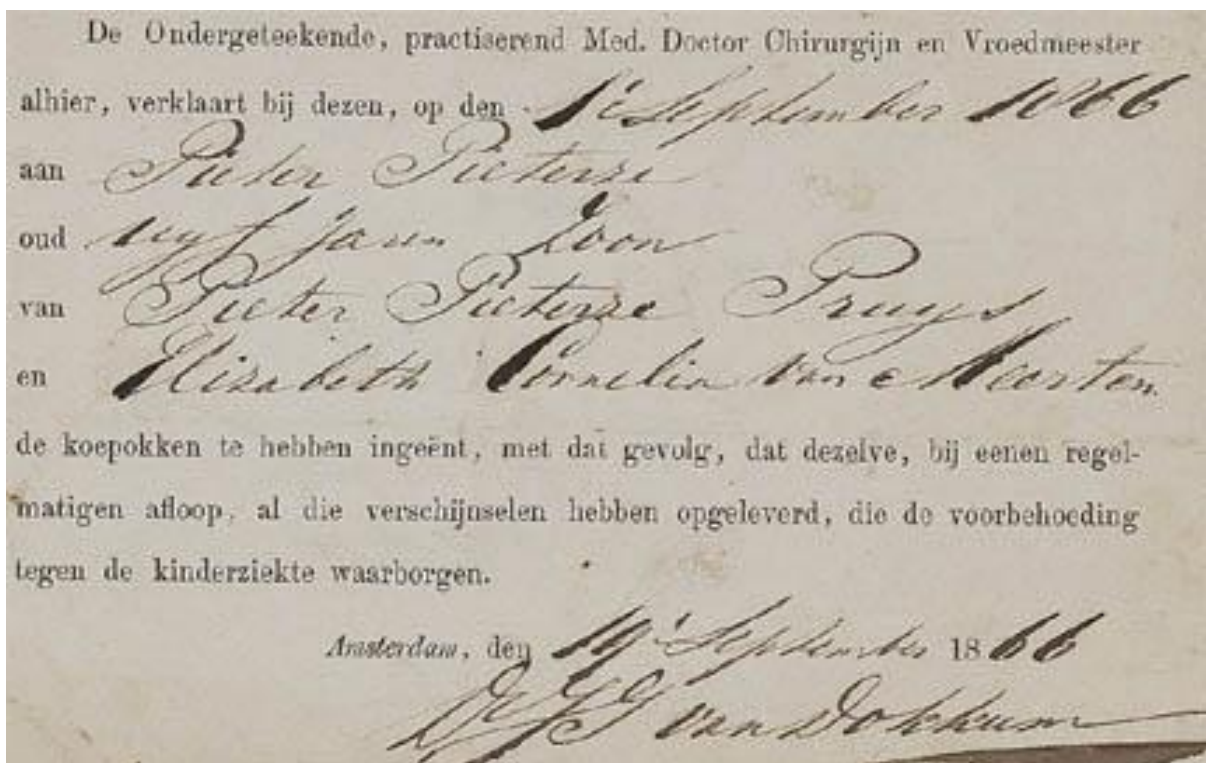 De Ondergeteekende, practiserend Med. Doctor Chirurgijn en Vroedmeester
alhier, verklaart bij dezen, op den 1e September 1866
aan Pieter Pieterze
oud vijf jaren Zoon
van Pieter Pieterze Pruys
en Elizabeth Cornelia van Meerten
de koepokken te hebben ingeënt, met dat gevolg, dat dezelve, bij eenen regel-
matigen afloop, al die verschijnselen hebben opgeleverd, die de voorbehoeding
tegen de kinderziekte waarborgen.
Amsterdam, den September 1866
van Dokkum